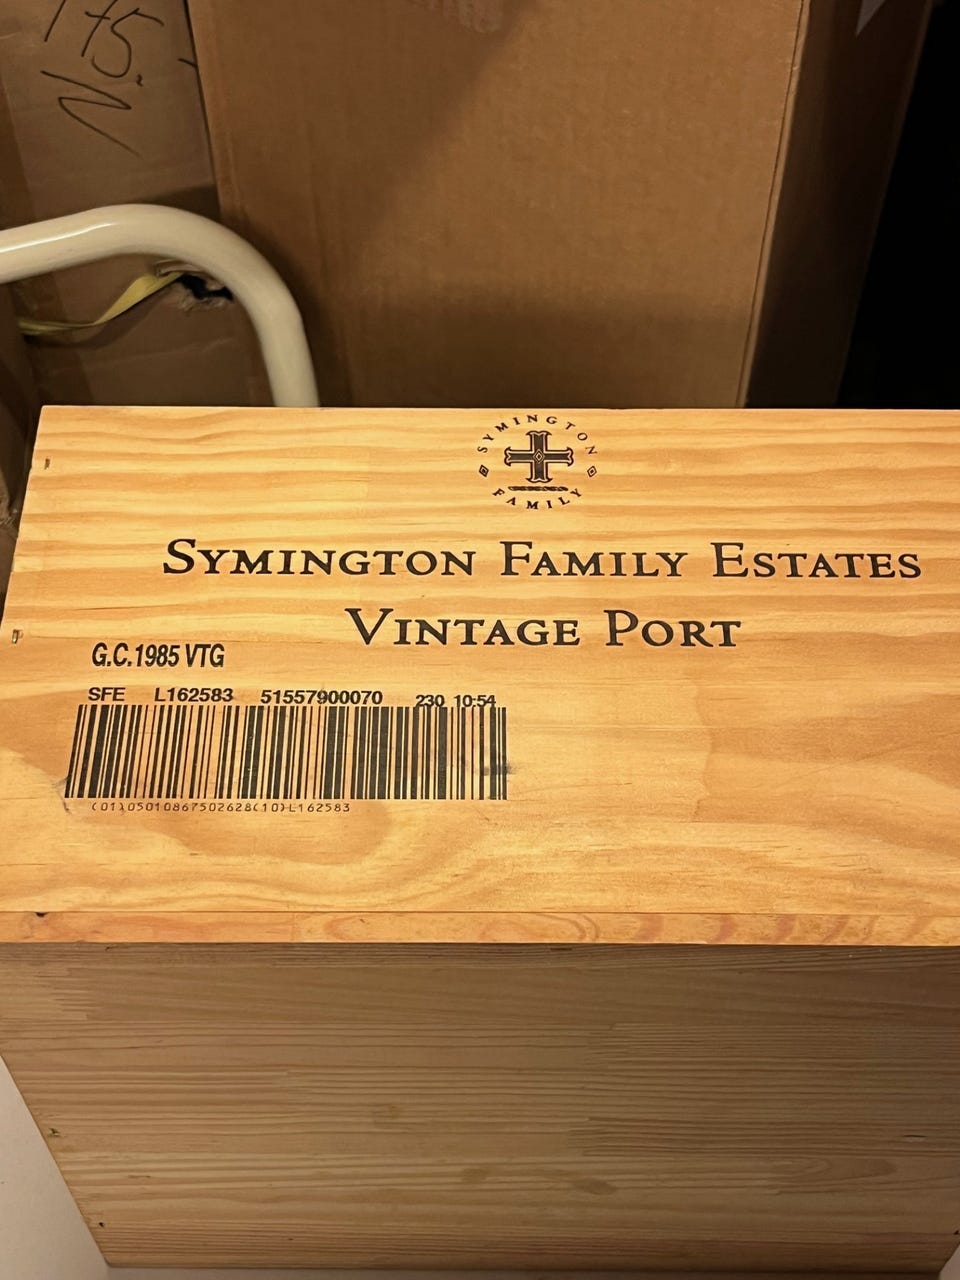 175.
N.
SYMINGTON
FAMILY
SYMINGTON FAMILY ESTATES
VINTAGE PORT
G.C.1985 VTG
SFE L162583 51557900070 230 10:54
(01)05010867502628(10)L162583